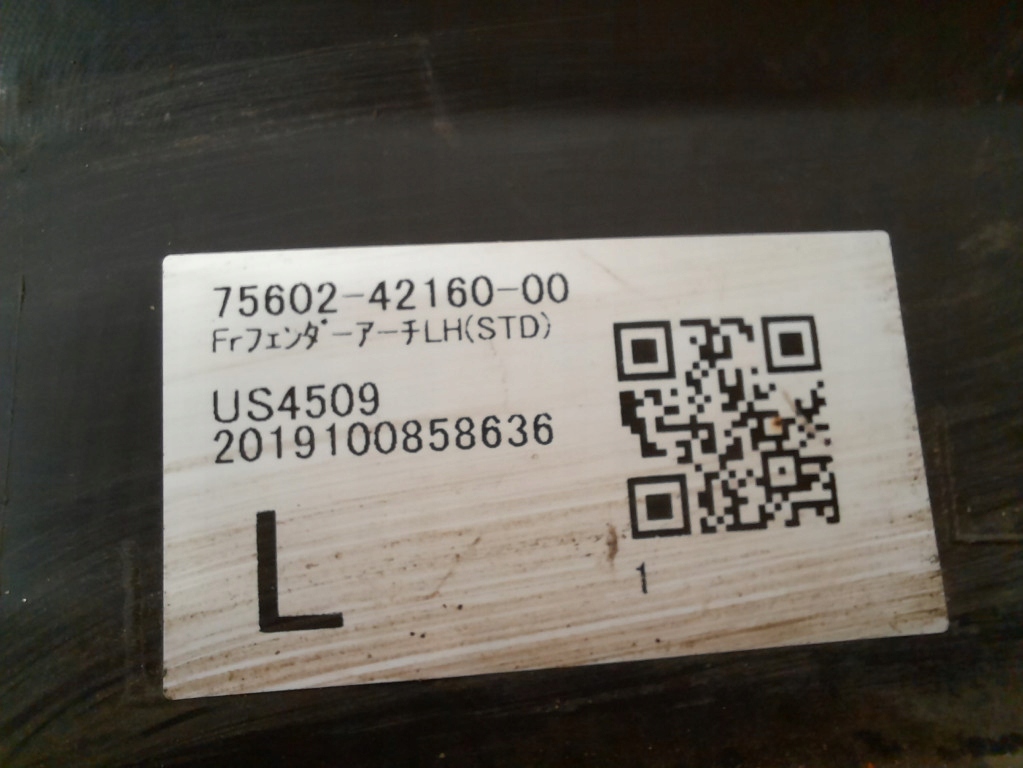 75602-42160-00
FrﾌｪﾝﾀﾞｰｱｰﾁLH(STD)
US4509
2019100858636
L
1